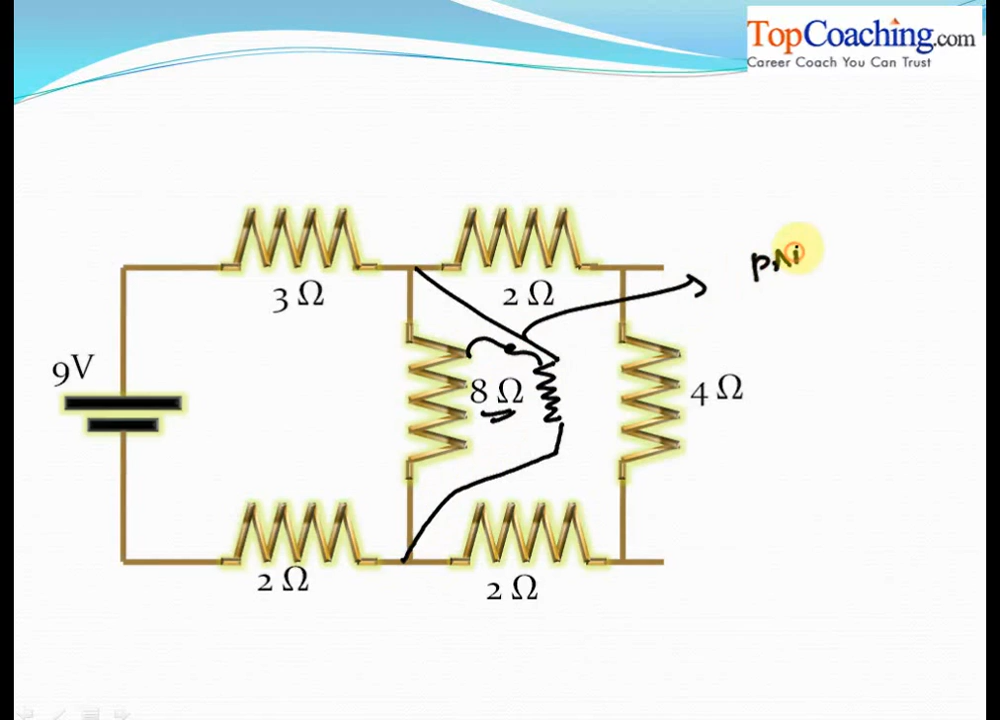 TopCoaching.com
Career Coach You Can Trust
3 Ω
2 Ω
9V
8 Ω
4 Ω
2 Ω
2 Ω